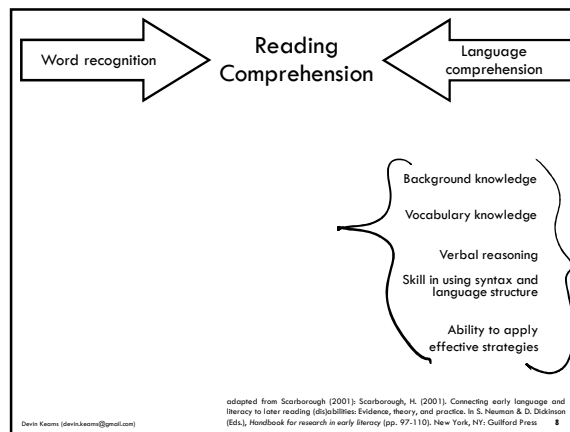 Word recognition
Reading
Comprehension
Language
comprehension
Background knowledge
Vocabulary knowledge
Verbal reasoning
Skill in using syntax and
language structure
Ability to apply
effective strategies
adapted from Scarborough (2001): Scarborough, H. (2001). Connecting early language and
literacy to later reading (dis)abilities: Evidence, theory, and practice. In S. Neuman & D. Dickinson
(Eds.), Handbook for research in early literacy (pp. 97-110). New York, NY: Guilford Press
Devin Kearns (devin.kearns@gmail.com)
8